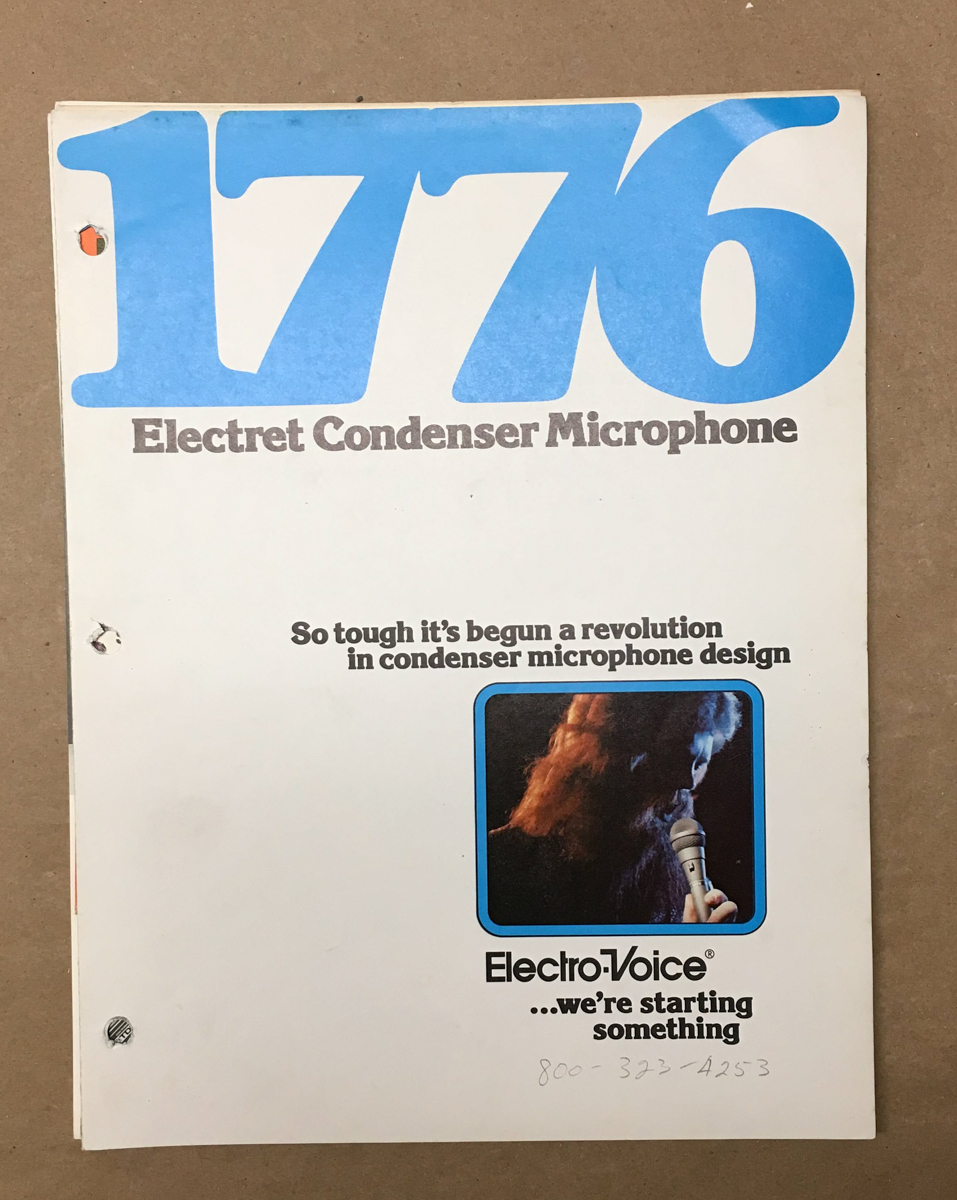 1776
Electret Condenser Microphone
So tough it's begun a revolution
in condenser microphone design
Electro-Voice®
...we're starting
something
800-323-4253